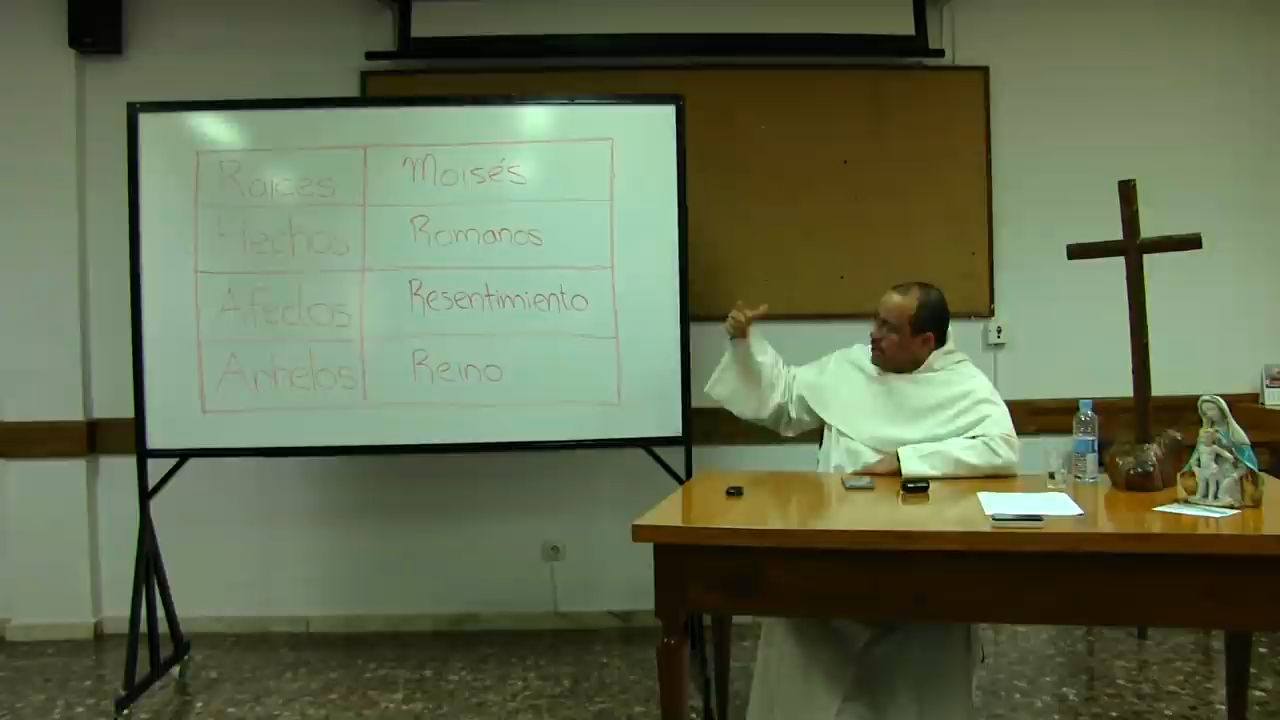 Raíces Moisés
Hechos Romanos
Afectos Resentimiento
Anhelos Reino